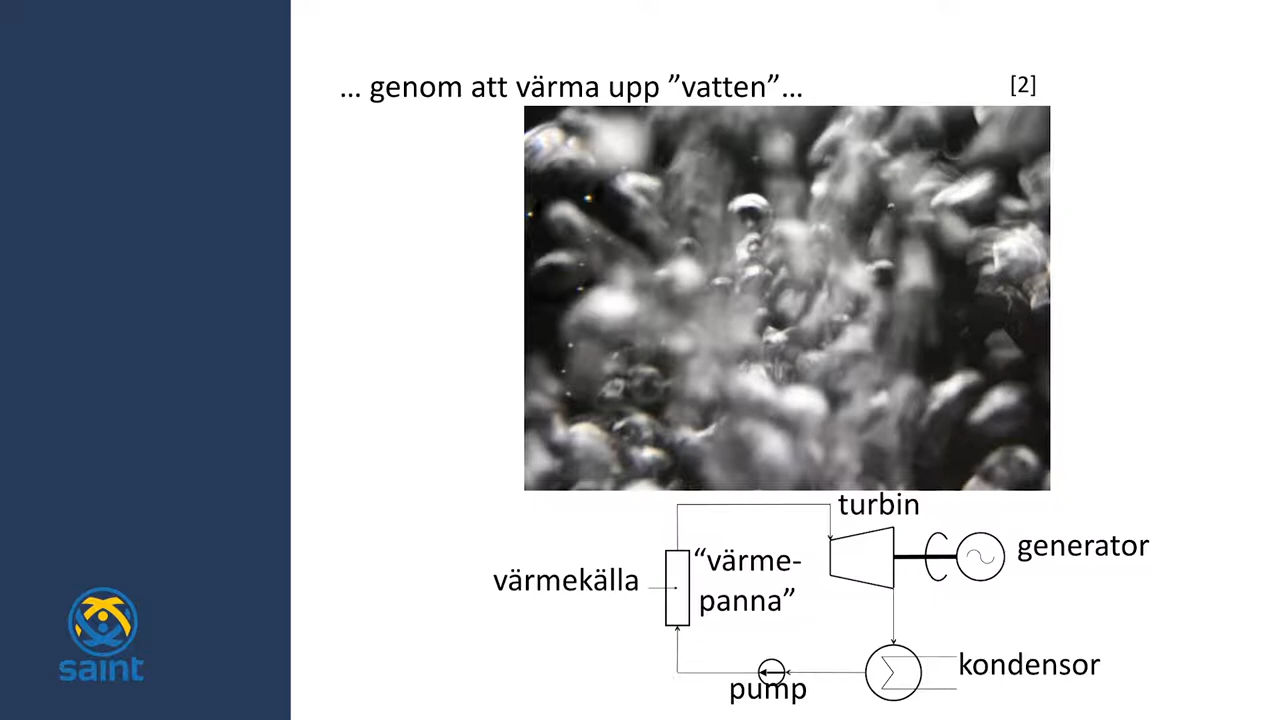 … genom att värma upp ”vatten”…
[2]
turbin
generator
“värme-
panna”
värmekälla
kondensor
pump
saint